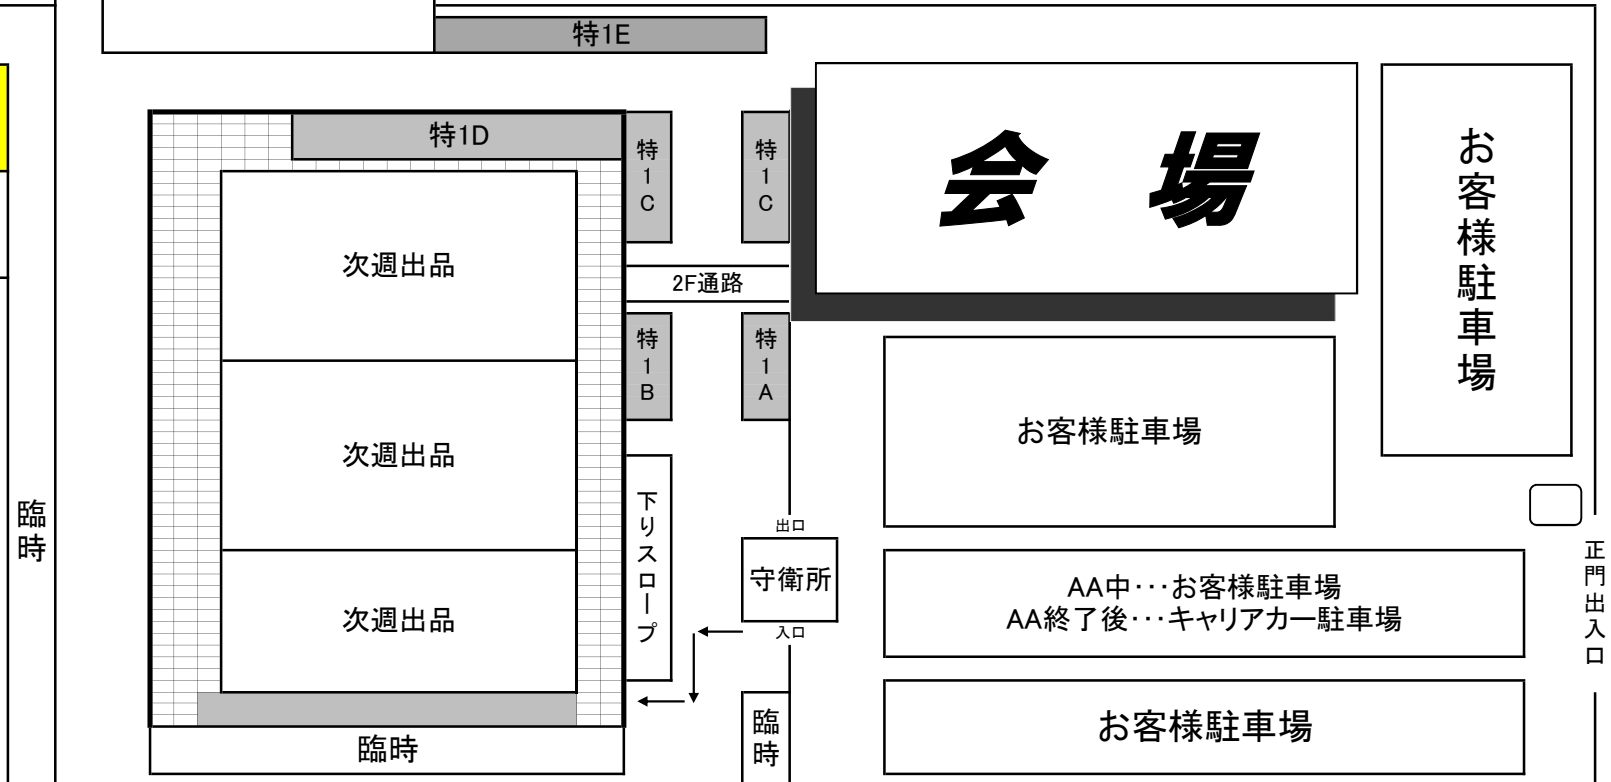 特1E
会場
お客様駐車場
特1D
特1C
特1C
次週出品
2F通路
特1B
特1A
お客様駐車場
次週出品
下りスロープ
臨時
出口
守衛所
入口
AA中･･･お客様駐車場
AA終了後･･･キャリアカー駐車場
正門出入口
次週出品
臨時
臨時
お客様駐車場